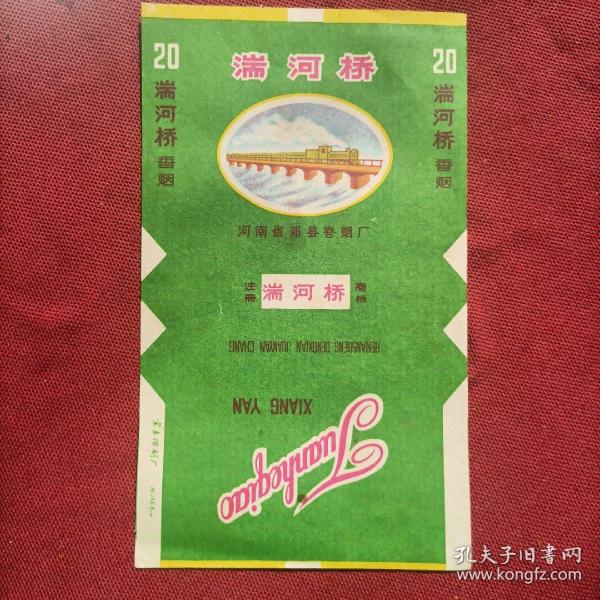 20
湍河桥
香烟
湍河桥
20
湍河桥
香烟
河南省邓县卷烟厂
注册
湍河桥
商标
HENANSHENG DENGXIAN JUANYAN CHANG
XIANG YAN
Tuanheqiao
孔夫子旧书网
www.kongfz.com